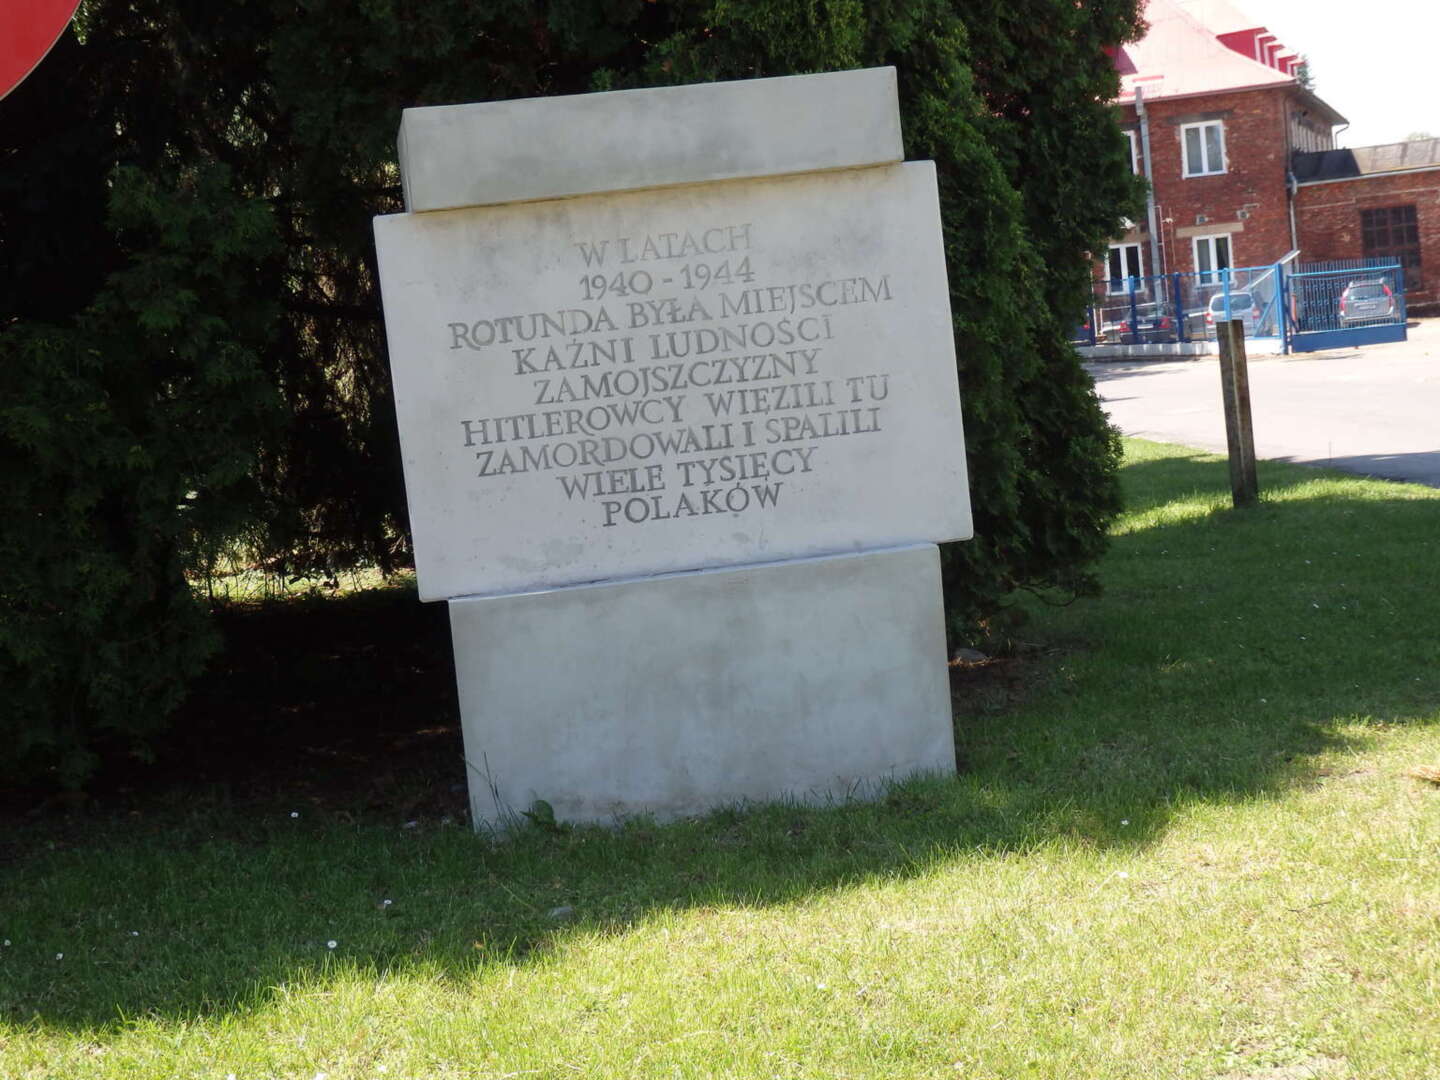 W LATACH
1940 - 1944
ROTUNDA BYŁA MIEJSCEM
KAŹNI LUDNOŚCI
ZAMOJSZCZYZNY
HITLEROWCY WIĘZILI TU
ZAMORDOWALI I SPALILI
WIELE TYSIĘCY
POLAKÓW